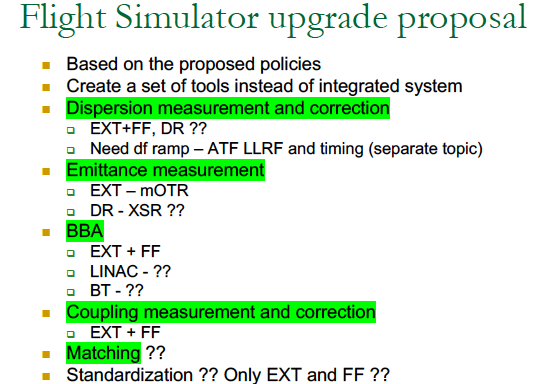 Flight Simulator upgrade proposal
Based on the proposed policies
Create a set of tools instead of integrated system
Dispersion measurement and correction
EXT+FF, DR ??
Need df ramp – ATF LLRF and timing (separate topic)
Emittance measurement
EXT – mOTR
DR - XSR ??
BBA
EXT + FF
LINAC - ??
BT - ??
Coupling measurement and correction
EXT + FF
Matching ??
Standardization ?? Only EXT and FF ??